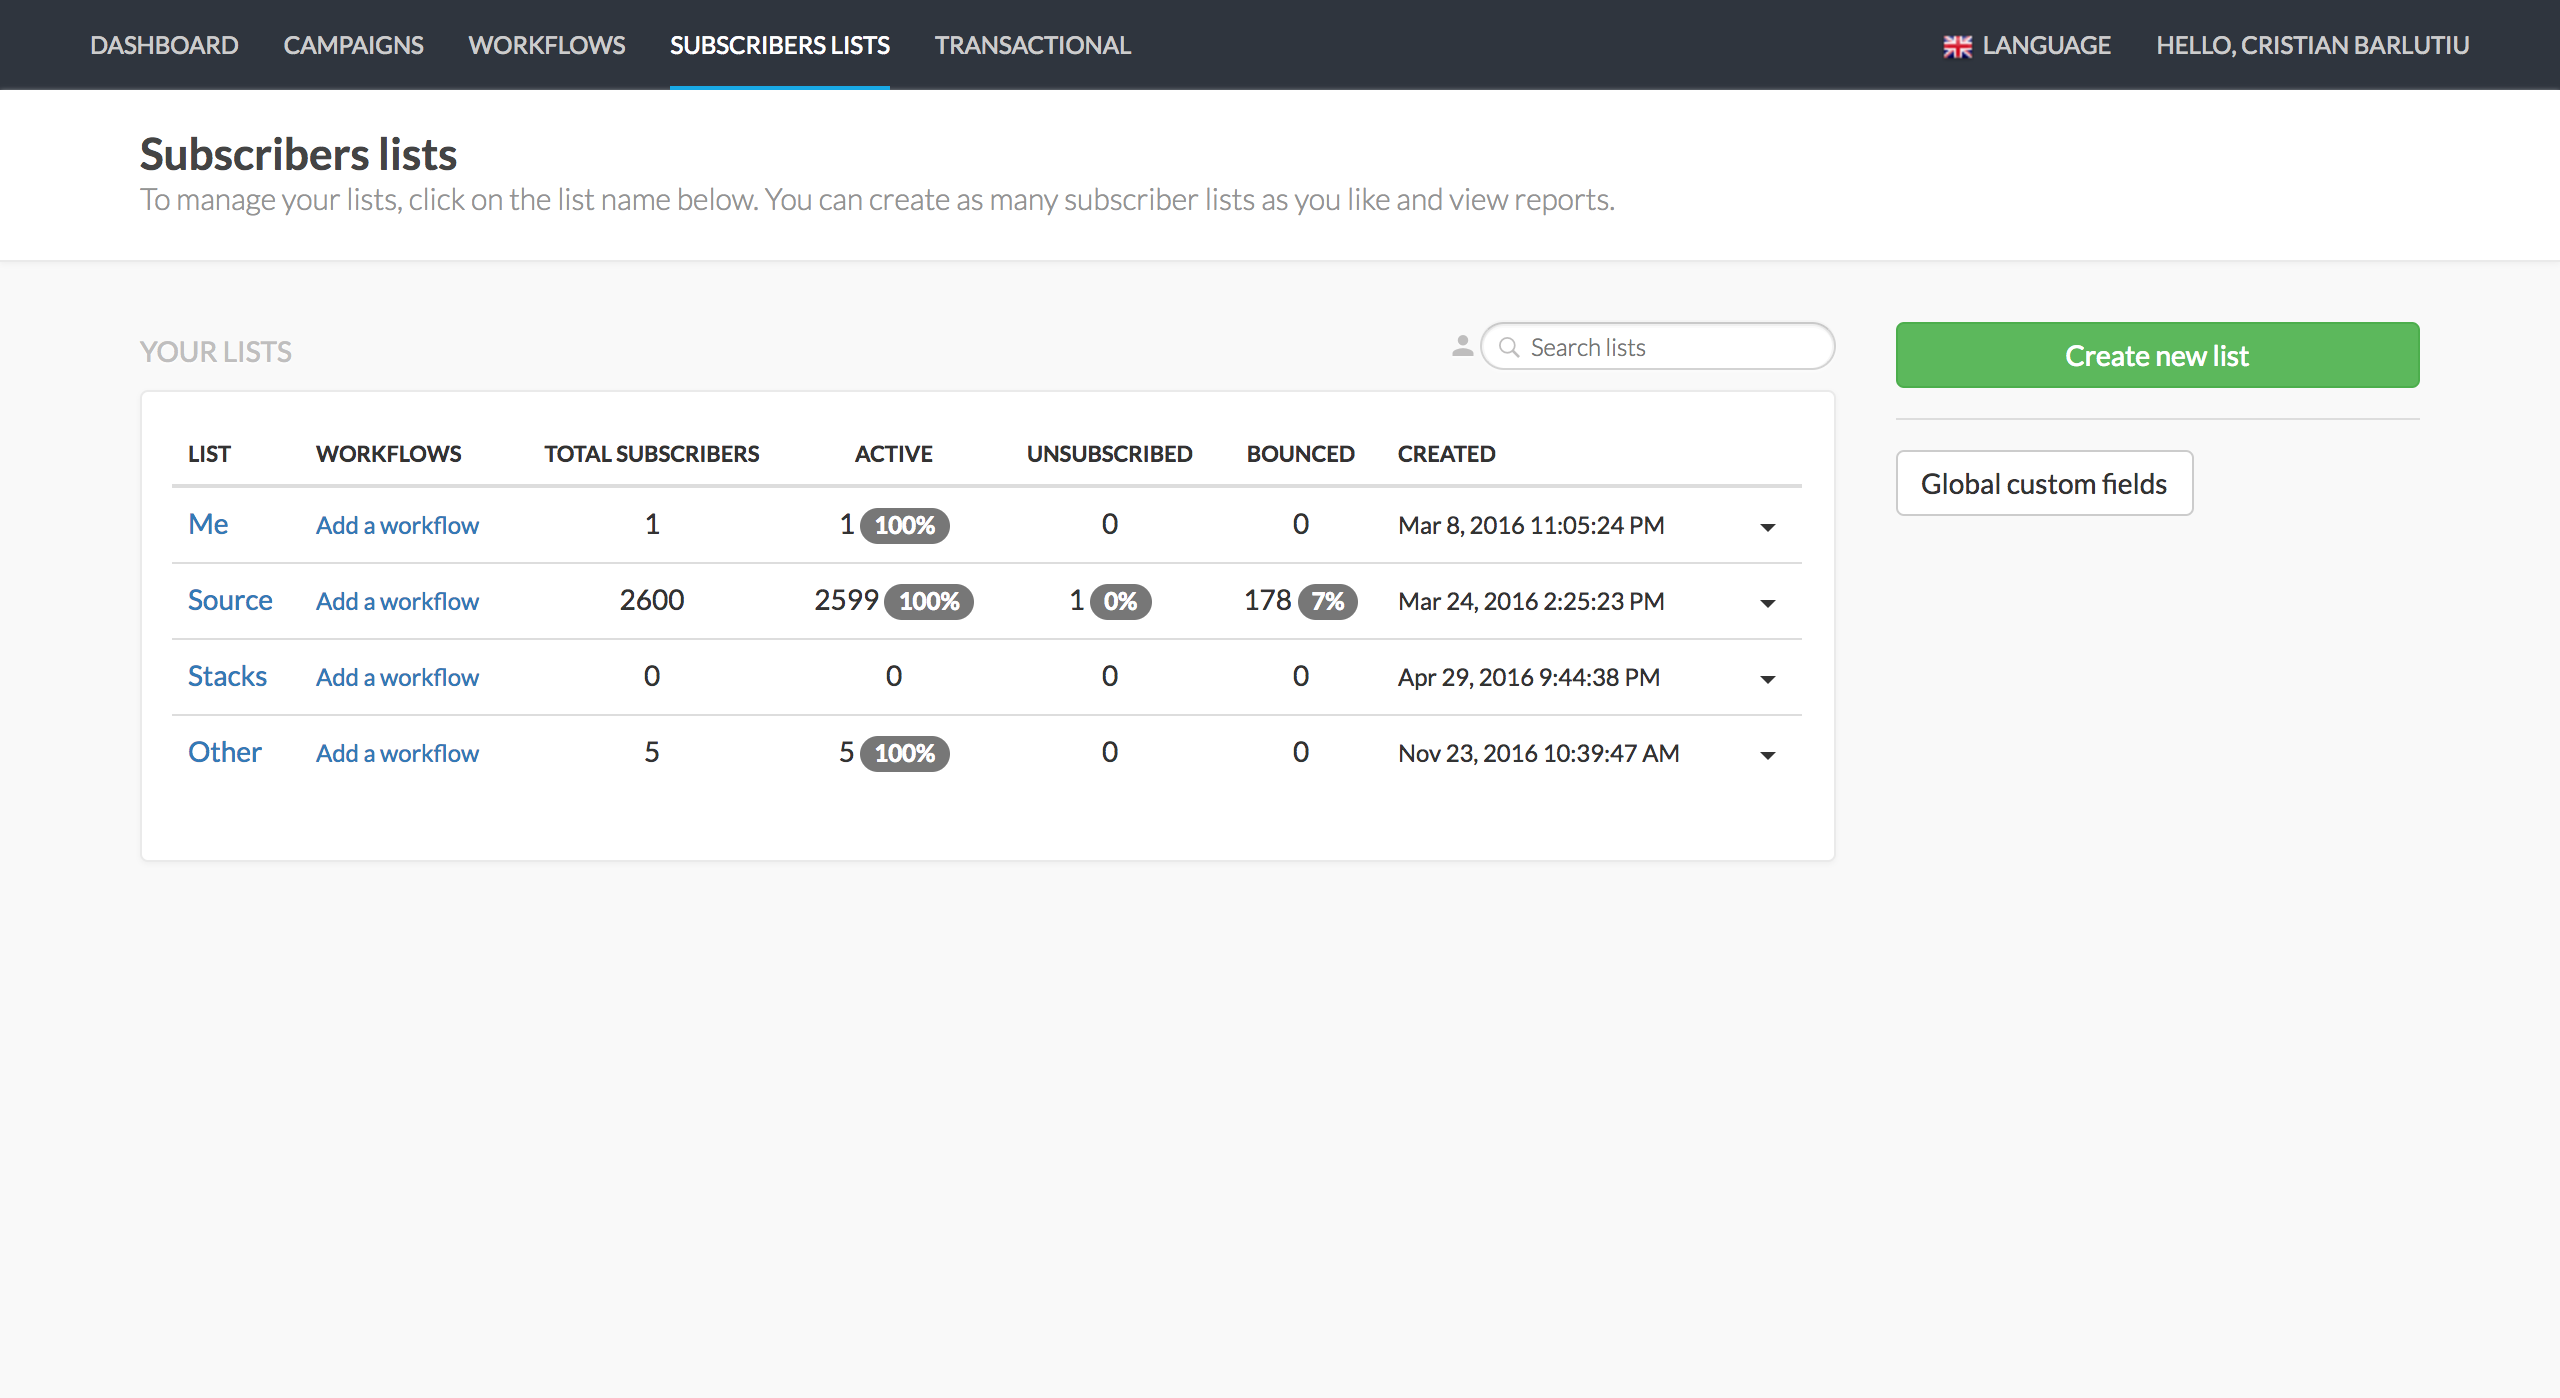 DASHBOARD CAMPAIGNS WORKFLOWS SUBSCRIBERS LISTS TRANSACTIONAL LANGUAGE HELLO, CRISTIAN BARLUTIU
Subscribers lists
To manage your lists, click on the list name below. You can create as many subscriber lists as you like and view reports.
YOUR LISTS Search lists Create new list
LIST WORKFLOWS TOTAL SUBSCRIBERS ACTIVE UNSUBSCRIBED BOUNCED CREATED
Global custom fields
Me Add a workflow 1 1 100% 0 0 Mar 8, 2016 11:05:24 PM
Source Add a workflow 2600 2599 100% 1 0% 178 7% Mar 24, 2016 2:25:23 PM
Stacks Add a workflow 0 0 0 0 Apr 29, 2016 9:44:38 PM
Other Add a workflow 5 5 100% 0 0 Nov 23, 2016 10:39:47 AM